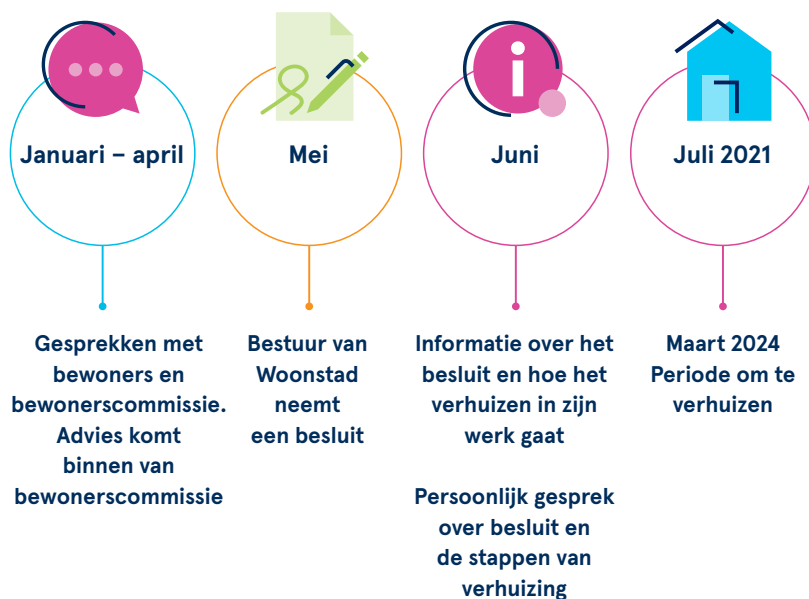 Januari – april
Gesprekken met
bewoners en
bewonerscommissie.
Advies komt
binnen van
bewonerscommissie
Mei
Bestuur van
Woonstad
neemt
een besluit
Juni
Informatie over het
besluit en hoe het
verhuizen in zijn
werk gaat
Persoonlijk gesprek
over besluit en
de stappen van
verhuizing
Juli 2021
Maart 2024
Periode om te
verhuizen